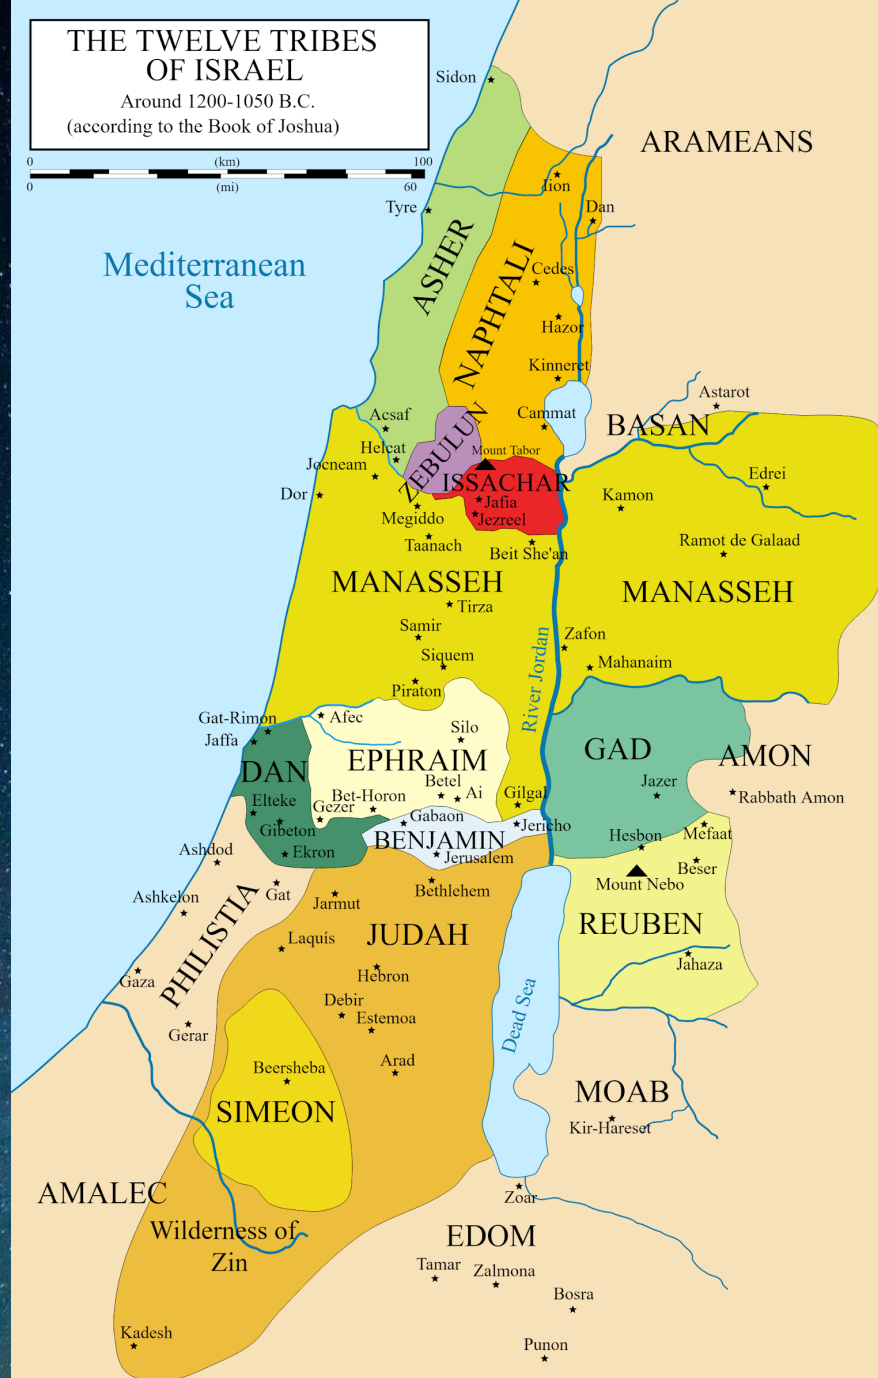 THE TWELVE TRIBES
OF ISRAEL
Around 1200-1050 B.C.
(according to the Book of Joshua)
0 (km) 100
0 (mi) 60
Sidon
ARAMEANS
Iion
Tyre
Dan
ASHER
Mediterranean
Sea
NAPHTALI
Cedes
Hazor
Kinneret
Astarot
Acsaf
Cammat
BASAN
ZEBULUN
Helcat
Mount Tabor
Jocneam
ISSACHAR
Edrei
Dor
Jafia
Kamon
Megiddo
Jezreel
Taanach
Beit She'an
Ramot de Galaad
MANASSEH
MANASSEH
Tirza
Samir
Zafon
Siquem
Mahanaim
Piraton
River Jordan
Gat-Rimon
Afec
Jaffa
Silo
GAD
AMON
DAN
EPHRAIM
Betel
Jazer
Elteke
Bet-Horon
Ai
Gilgal
Rabbath Amon
Gezer
Gabaon
Gibeton
Jericho
BENJAMIN
Hesbon
Mefaat
Ashdod
Ekron
Jerusalem
Beser
Mount Nebo
Ashkelon
Gat
Jarmut
Bethlehem
PHILISTIA
REUBEN
Laquís
JUDAH
Gaza
Hebron
Jahaza
Debir
Dead Sea
Gerar
Estemoa
Beersheba
Arad
MOAB
SIMEON
Kir-Hareset
AMALEC
Zoar
Wilderness of
Zin
EDOM
Tamar
Zalmona
Bosra
Kadesh
Punon